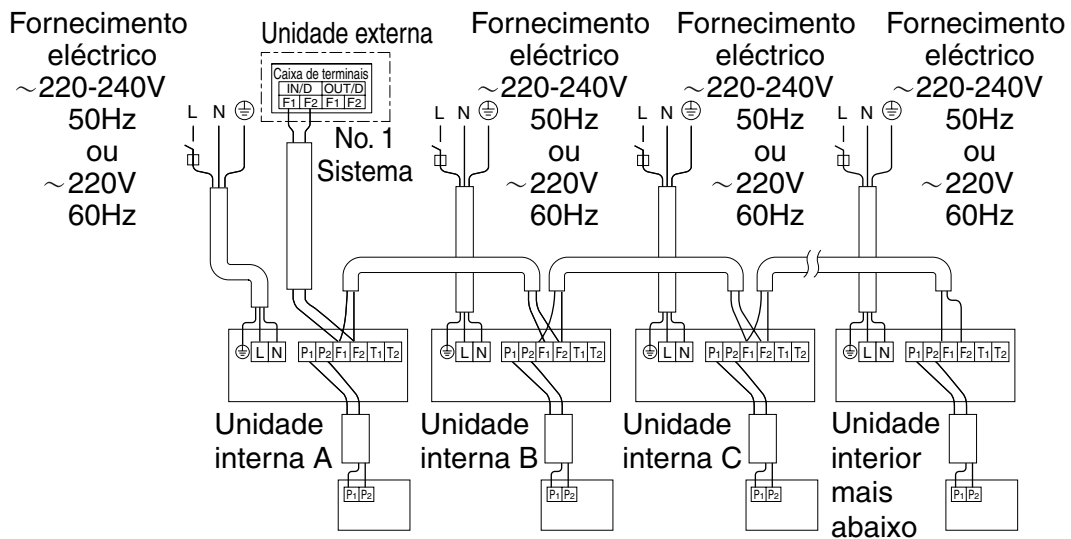 Fornecimento
eléctrico
~220-240V
50Hz
ou
~220V
60Hz
Unidade externa
Caixa de terminais
IN/D OUT/D
F1 F2 F1 F2
No. 1
Sistema
Fornecimento
eléctrico
~220-240V
50Hz
ou
~220V
60Hz
Fornecimento
eléctrico
~220-240V
50Hz
ou
~220V
60Hz
Fornecimento
eléctrico
~220-240V
50Hz
ou
~220V
60Hz
L N
L N
L N
L N
L N P1 P2 F1 F2 T1 T2
L N P1 P2 F1 F2 T1 T2
L N P1 P2 F1 F2 T1 T2
L N P1 P2 F1 F2 T1 T2
Unidade
interna A
Unidade
interna B
Unidade
interna C
Unidade
interior
mais
abaixo
P1 P2
P1 P2
P1 P2
P1 P2